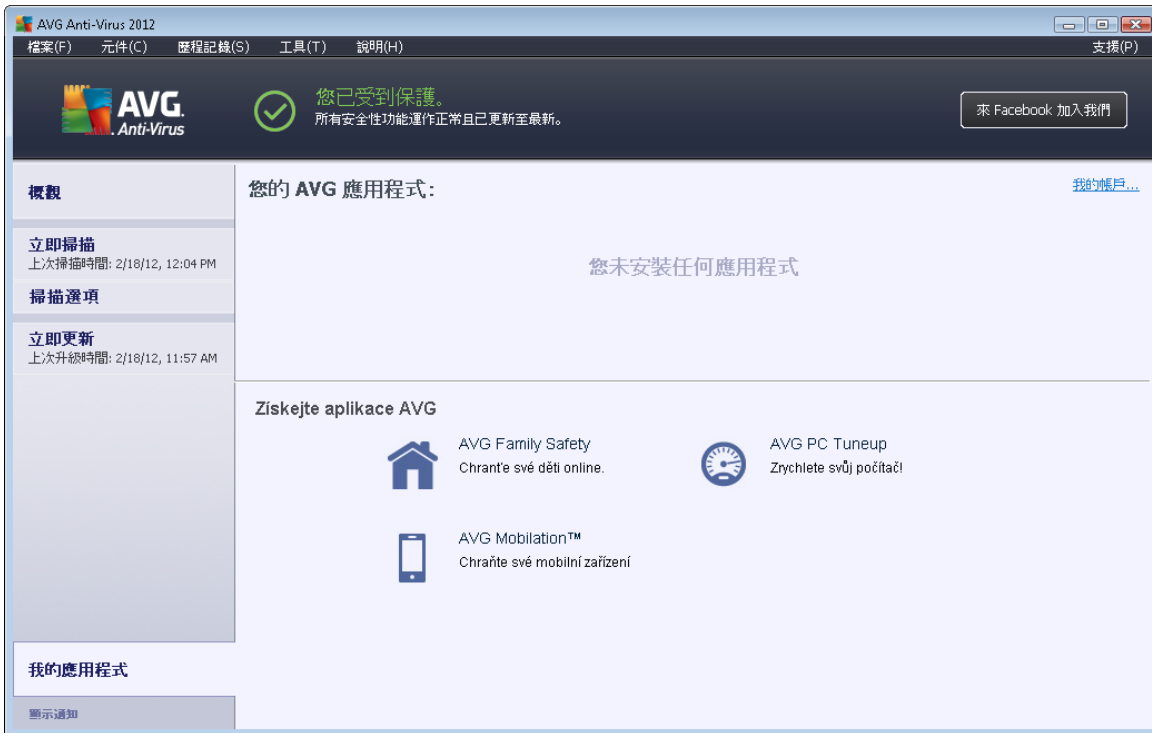 AVG Anti-Virus 2012
檔案(F) 元件(C) 歷程記錄(S) 工具(T) 說明(H) 支援(P)
AVG.
Anti-Virus
您已受到保護。
所有安全性功能運作正常且已更新至最新。
來 Facebook 加入我們
概觀
立即掃描
上次掃描時間: 2/18/12, 12:04 PM
掃描選項
立即更新
上次升級時間: 2/18/12, 11:57 AM
我的應用程式
顯示通知
您的 AVG 應用程式:
我的帳戶...
您未安裝任何應用程式
Získejte aplikace AVG
AVG Family Safety
Chranťe své děti online.
AVG PC Tuneup
Zrychlete svůj počítač!
AVG Mobilation™
Chraňte své mobilní zařízení